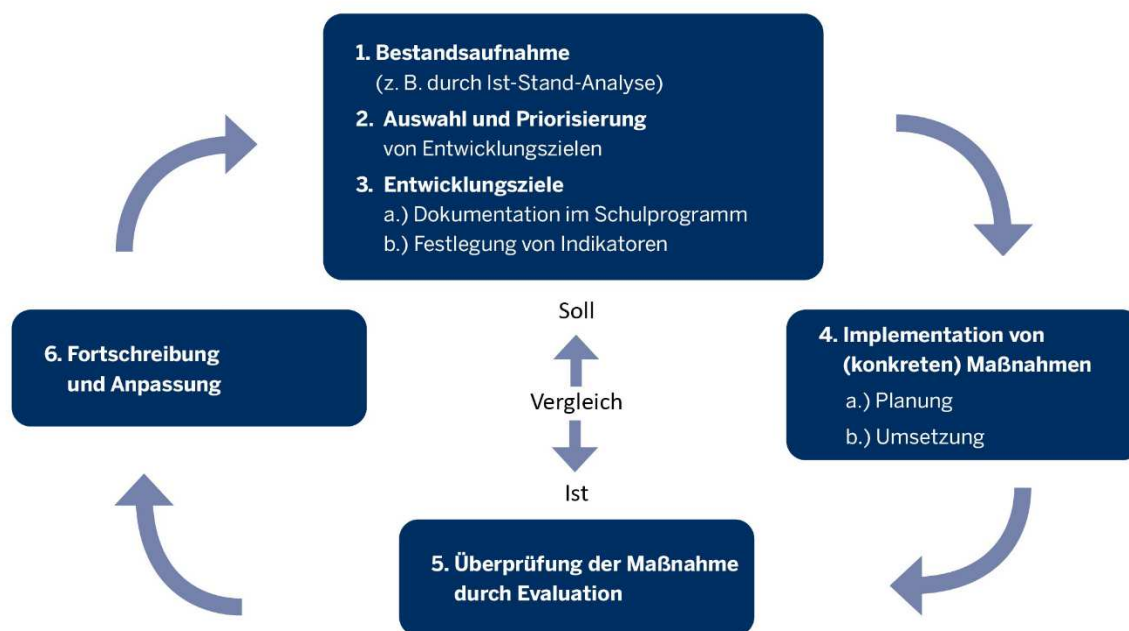 1. Bestandsaufnahme
(z. B. durch Ist-Stand-Analyse)
2. Auswahl und Priorisierung
von Entwicklungszielen
3. Entwicklungsziele
a.) Dokumentation im Schulprogramm
b.) Festlegung von Indikatoren
4. Implementation von
(konkreten) Maßnahmen
a.) Planung
b.) Umsetzung
Soll
Vergleich
Ist
5. Überprüfung der Maßnahme
durch Evaluation
6. Fortschreibung
und Anpassung